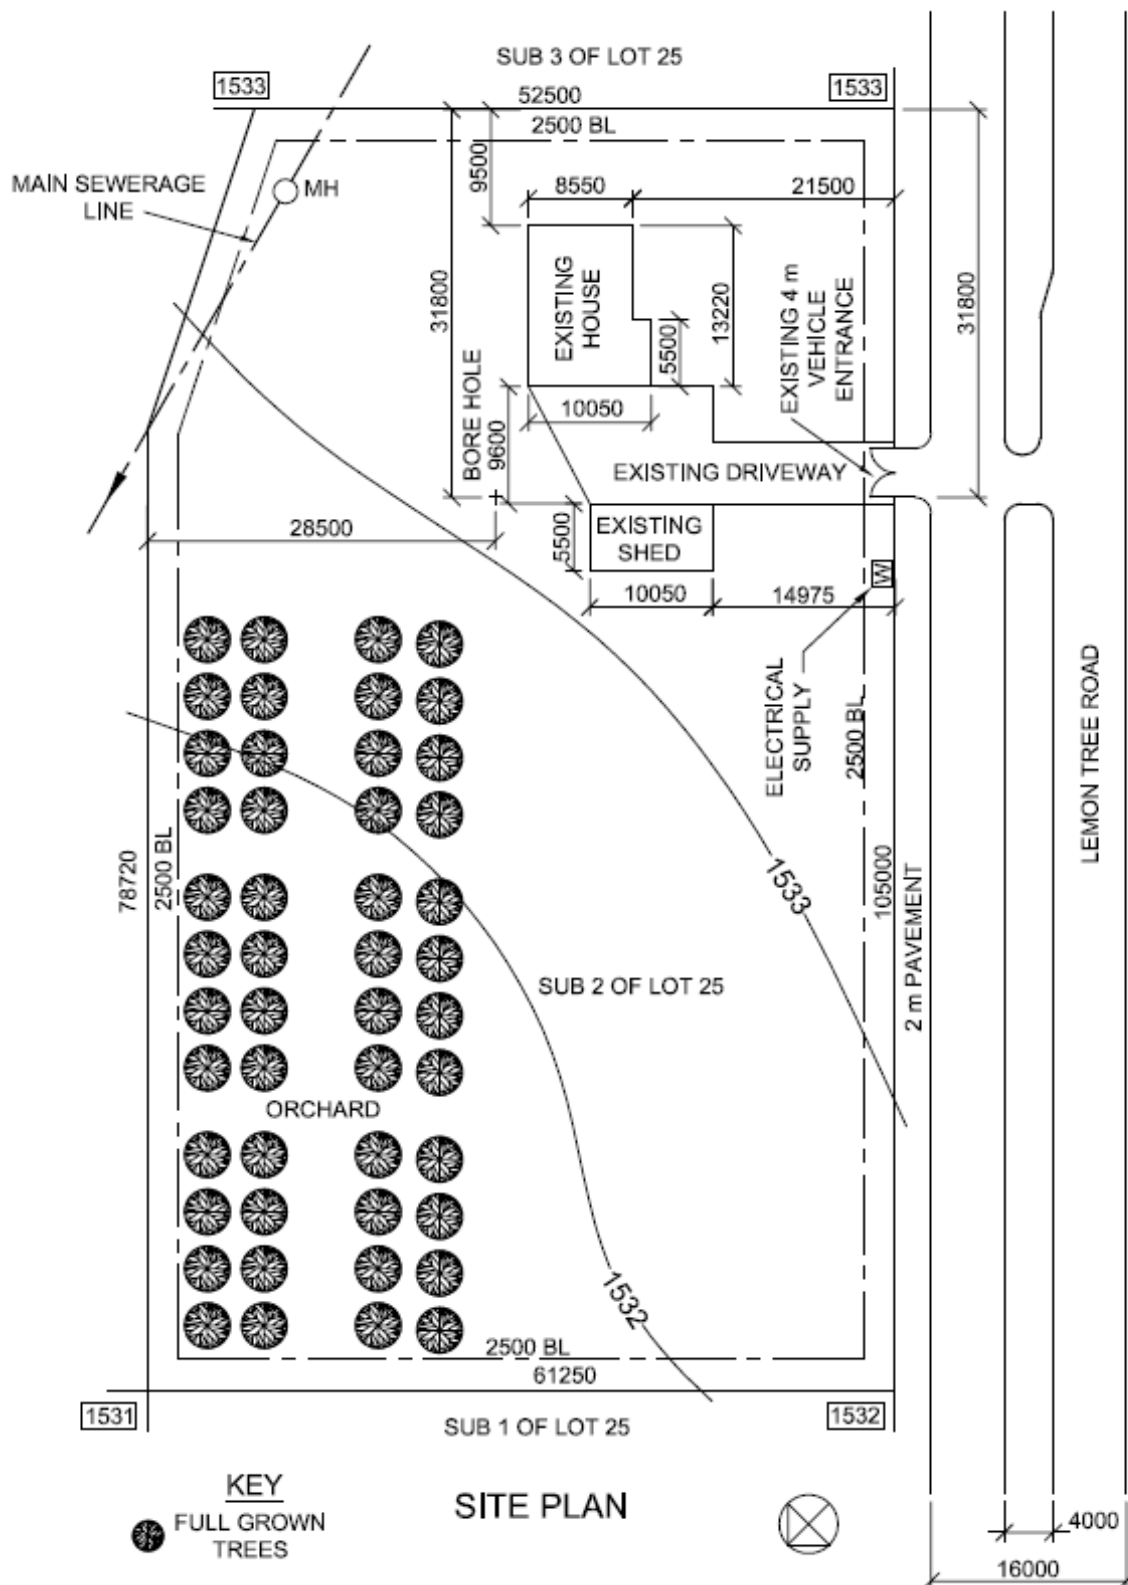 SUB 3 OF LOT 25
1533
1533
52500
2500 BL
MAIN SEWERAGE
LINE
MH
9500
8550
21500
31800
EXISTING
HOUSE
13220
5500
EXISTING 4 m
VEHICLE
ENTRANCE
31800
10050
BORE HOLE
9600
EXISTING DRIVEWAY
28500
5500
EXISTING
SHED
W
10050
14975
ELECTRICAL
SUPPLY
2500 BL
LEMON TREE ROAD
78720
2500 BL
1533
105000
2 m PAVEMENT
SUB 2 OF LOT 25
ORCHARD
1532
2500 BL
61250
1531
1532
SUB 1 OF LOT 25
KEY
FULL GROWN
TREES
SITE PLAN
4000
16000